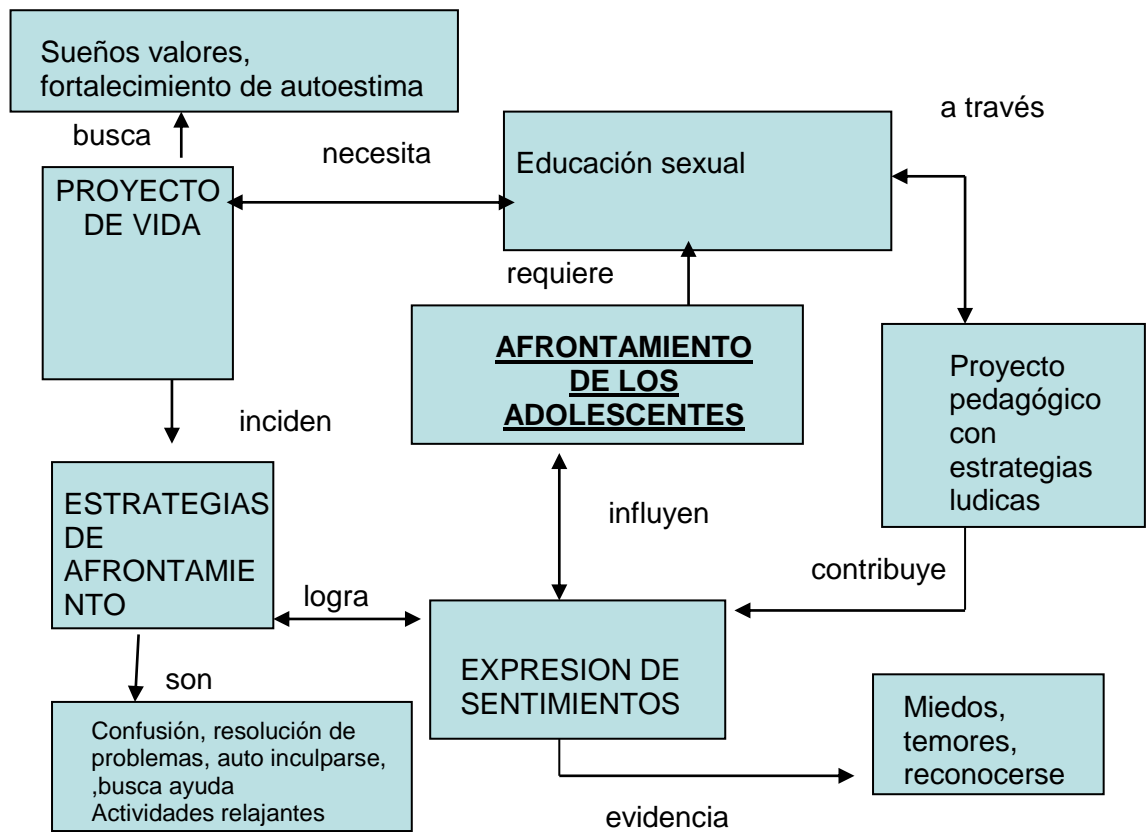 Sueños valores,
fortalecimiento de autoestima
busca
necesita
a través
PROYECTO
DE VIDA
Educación sexual
requiere
AFRONTAMIENTO
DE LOS
ADOLESCENTES
Proyecto
pedagógico
con
estrategias
ludicas
inciden
ESTRATEGIAS
DE
AFRONTAMIE
NTO
influyen
contribuye
logra
EXPRESION DE
SENTIMIENTOS
son
Confusión, resolución de
problemas, auto inculparse,
,busca ayuda
Actividades relajantes
Miedos,
temores,
reconocerse
evidencia